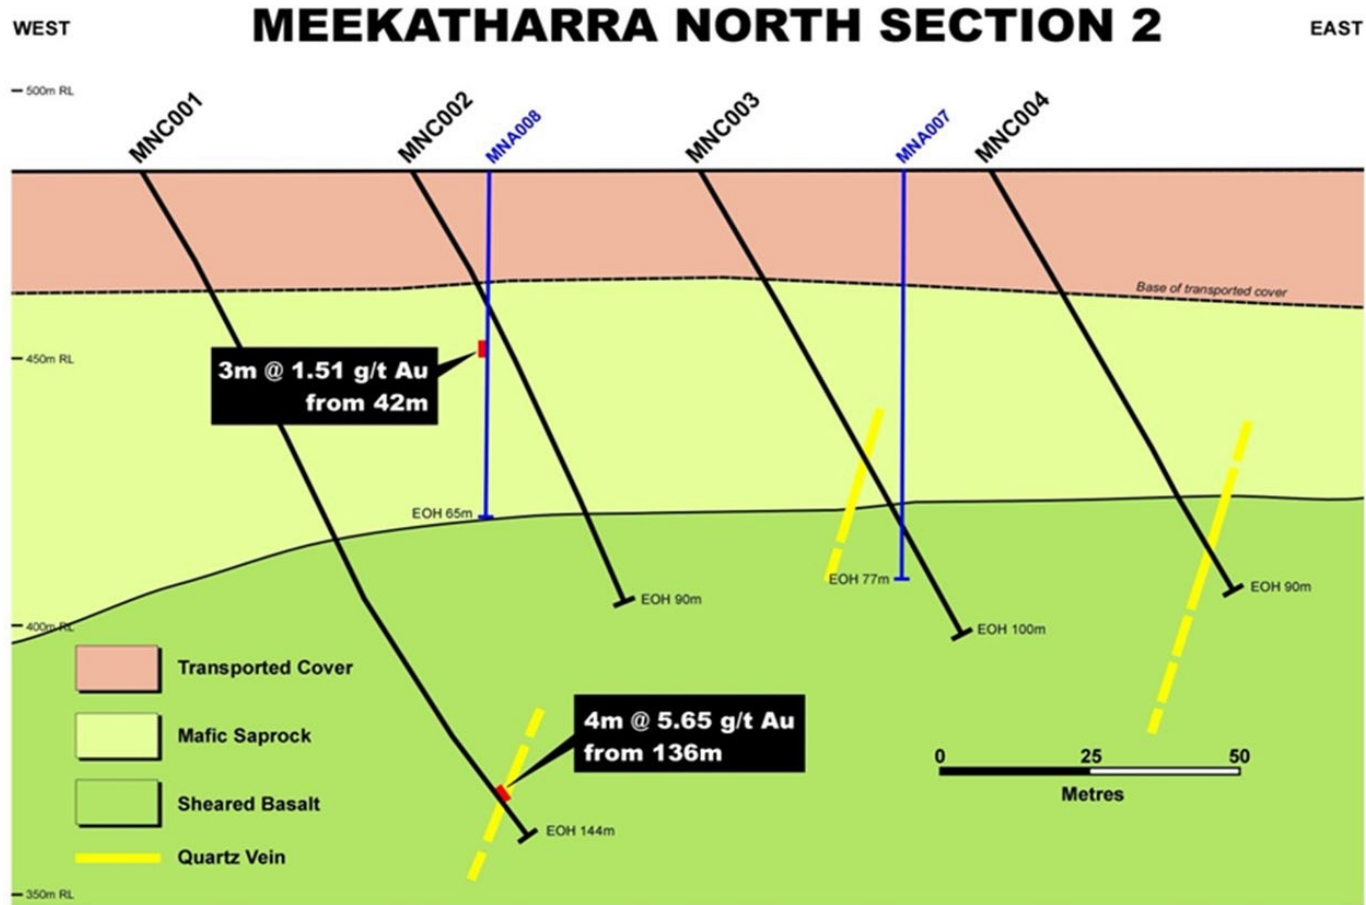 WEST
MEEKATHARRA NORTH SECTION 2
EAST
500m RL
MNC001
MNC002
MNA008
MNC003
MNA007
MNC004
Base of transported cover
450m RL
3m @ 1.51 g/t Au
from 42m
EOH 65m
EOH 77m
EOH 90m
EOH 90m
EOH 100m
400m RL
Transported Cover
Mafic Saprock
Sheared Basalt
Quartz Vein
4m @ 5.65 g/t Au
from 136m
EOH 144m
0 25 50
Metres
350m RL